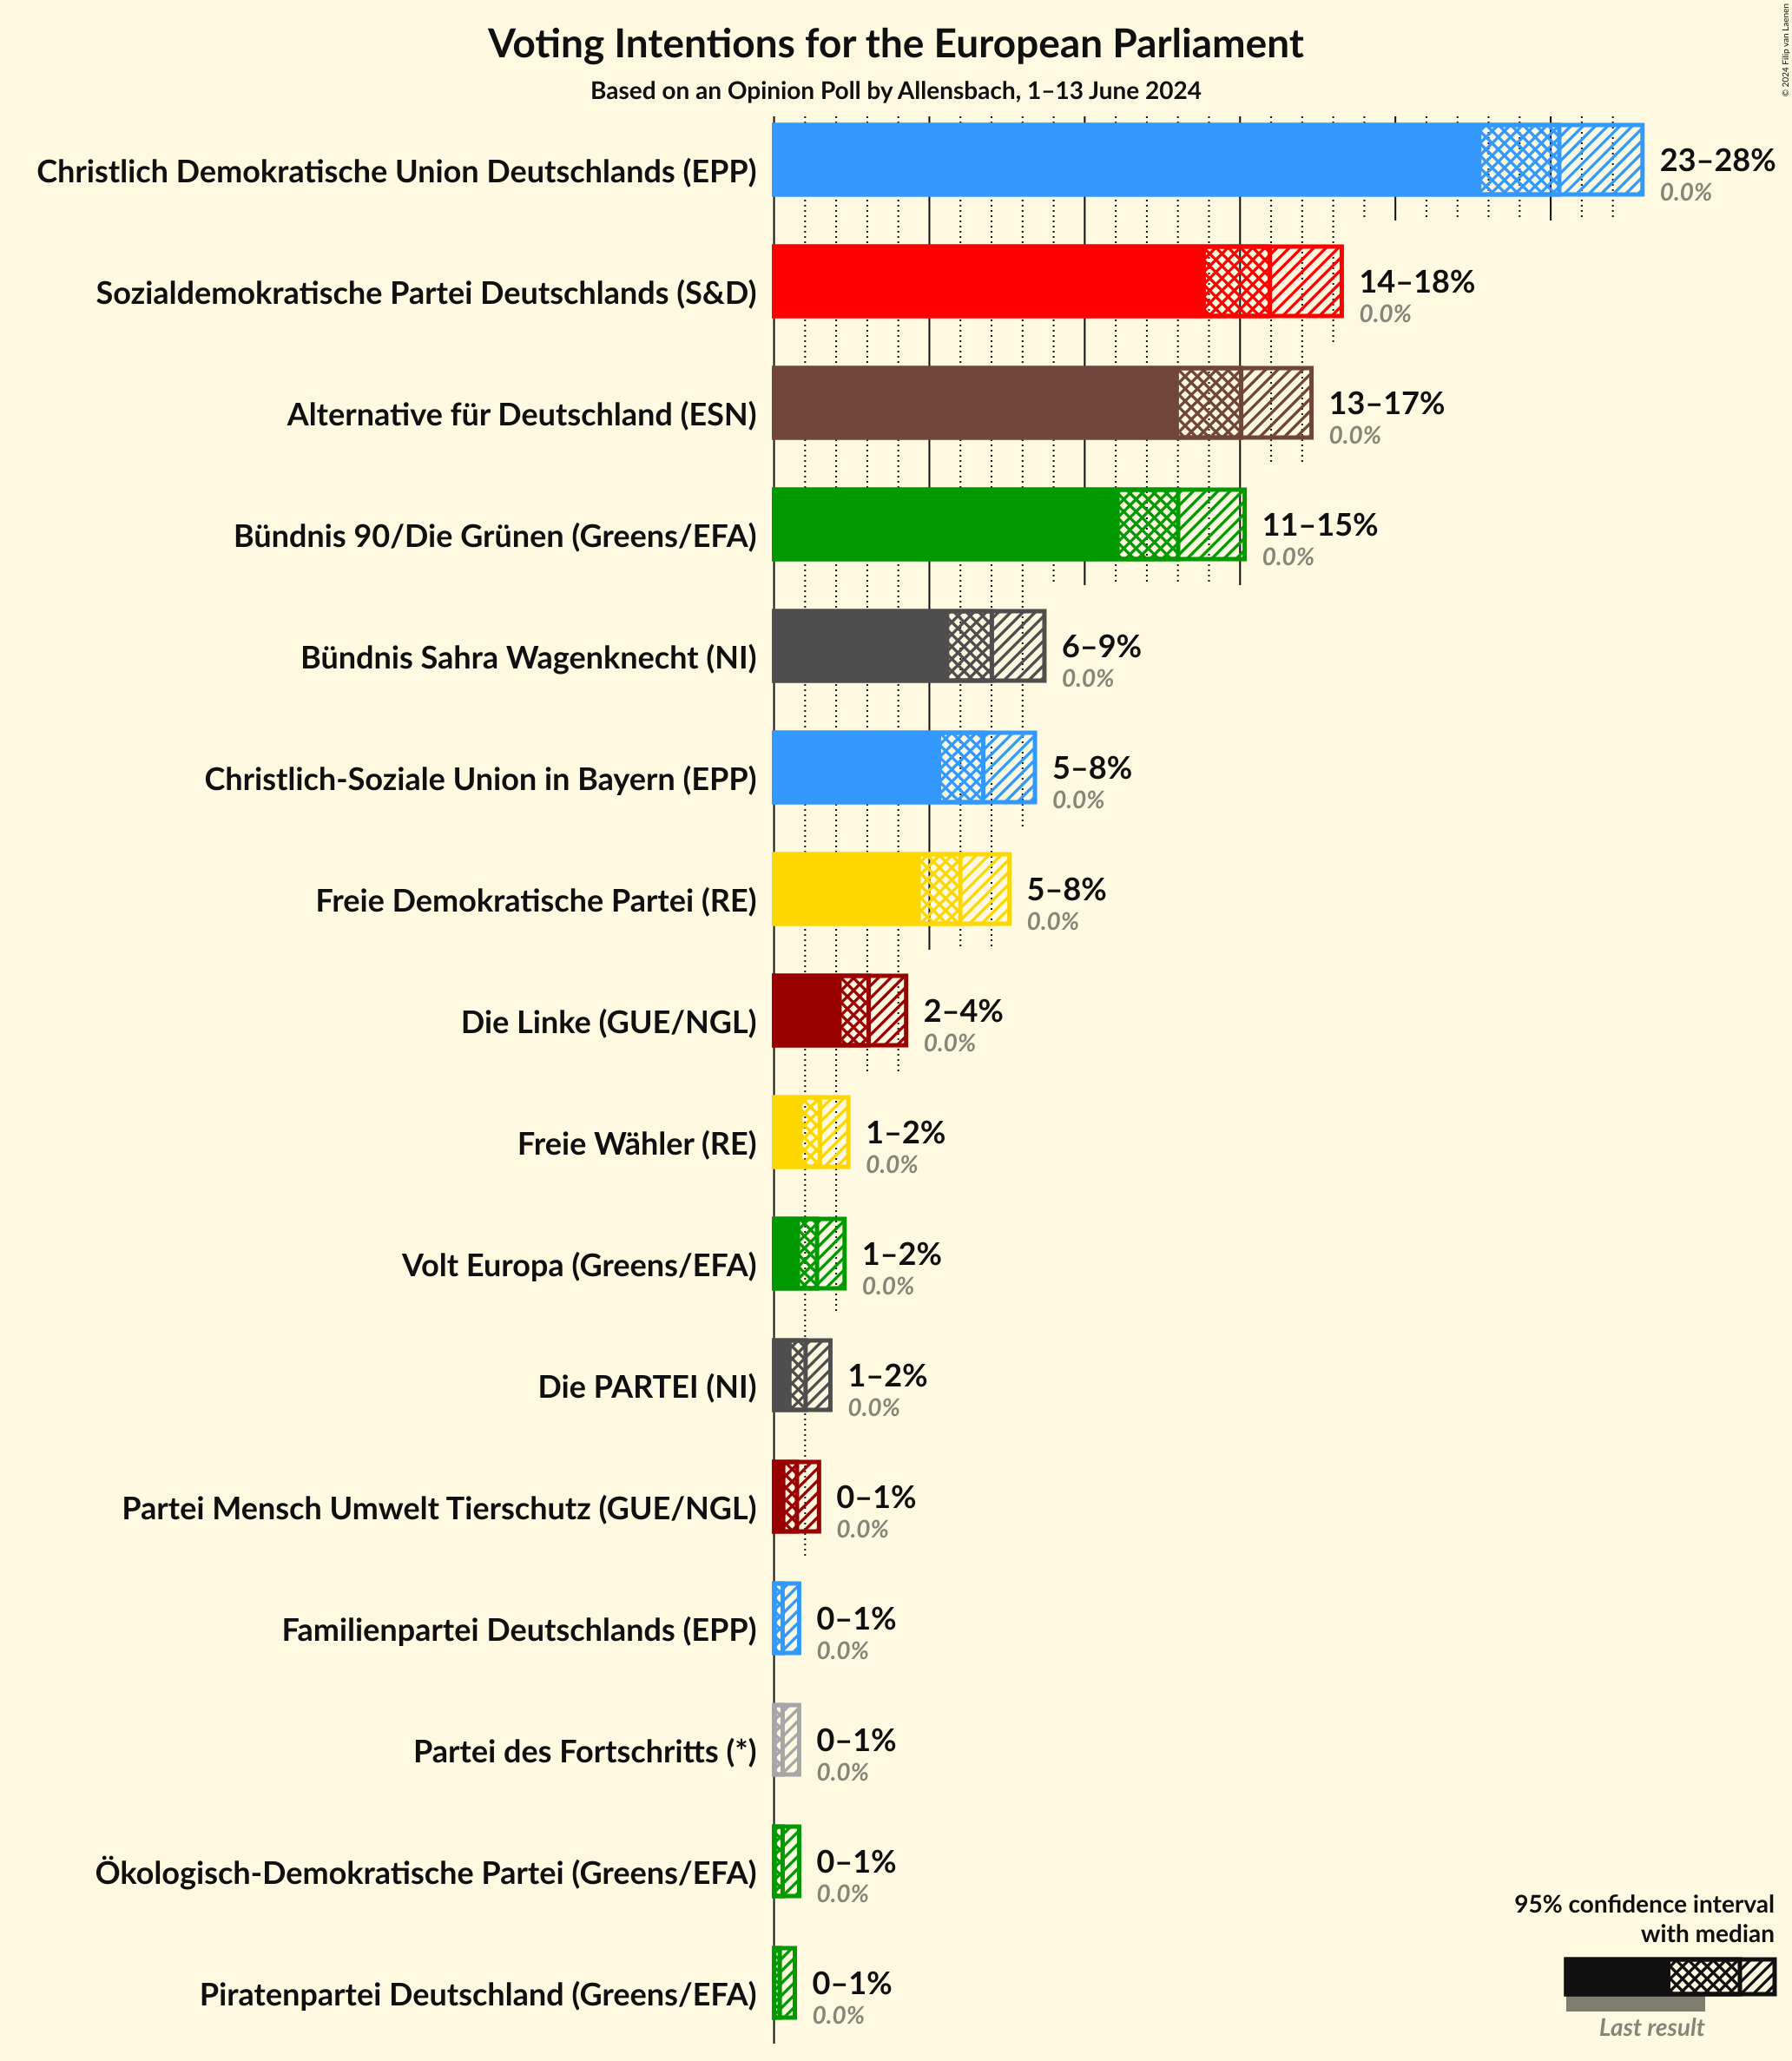 Voting Intentions for the European Parliament
Based on an Opinion Poll by Allensbach, 1–13 June 2024
© 2024 Filip van Laenen
Christlich Demokratische Union Deutschlands (EPP)
23–28%
0.0%
Sozialdemokratische Partei Deutschlands (S&D)
14–18%
0.0%
Alternative für Deutschland (ESN)
13–17%
0.0%
Bündnis 90/Die Grünen (Greens/EFA)
11–15%
0.0%
Bündnis Sahra Wagenknecht (NI)
6–9%
0.0%
Christlich-Soziale Union in Bayern (EPP)
5–8%
0.0%
Freie Demokratische Partei (RE)
5–8%
0.0%
Die Linke (GUE/NGL)
2–4%
0.0%
Freie Wähler (RE)
1–2%
0.0%
Volt Europa (Greens/EFA)
1–2%
0.0%
Die PARTEI (NI)
1–2%
0.0%
Partei Mensch Umwelt Tierschutz (GUE/NGL)
0–1%
0.0%
Familienpartei Deutschlands (EPP)
0–1%
0.0%
Partei des Fortschritts (*)
0–1%
0.0%
Ökologisch-Demokratische Partei (Greens/EFA)
0–1%
0.0%
Piratenpartei Deutschland (Greens/EFA)
0–1%
0.0%
95% confidence interval
with median
Last result